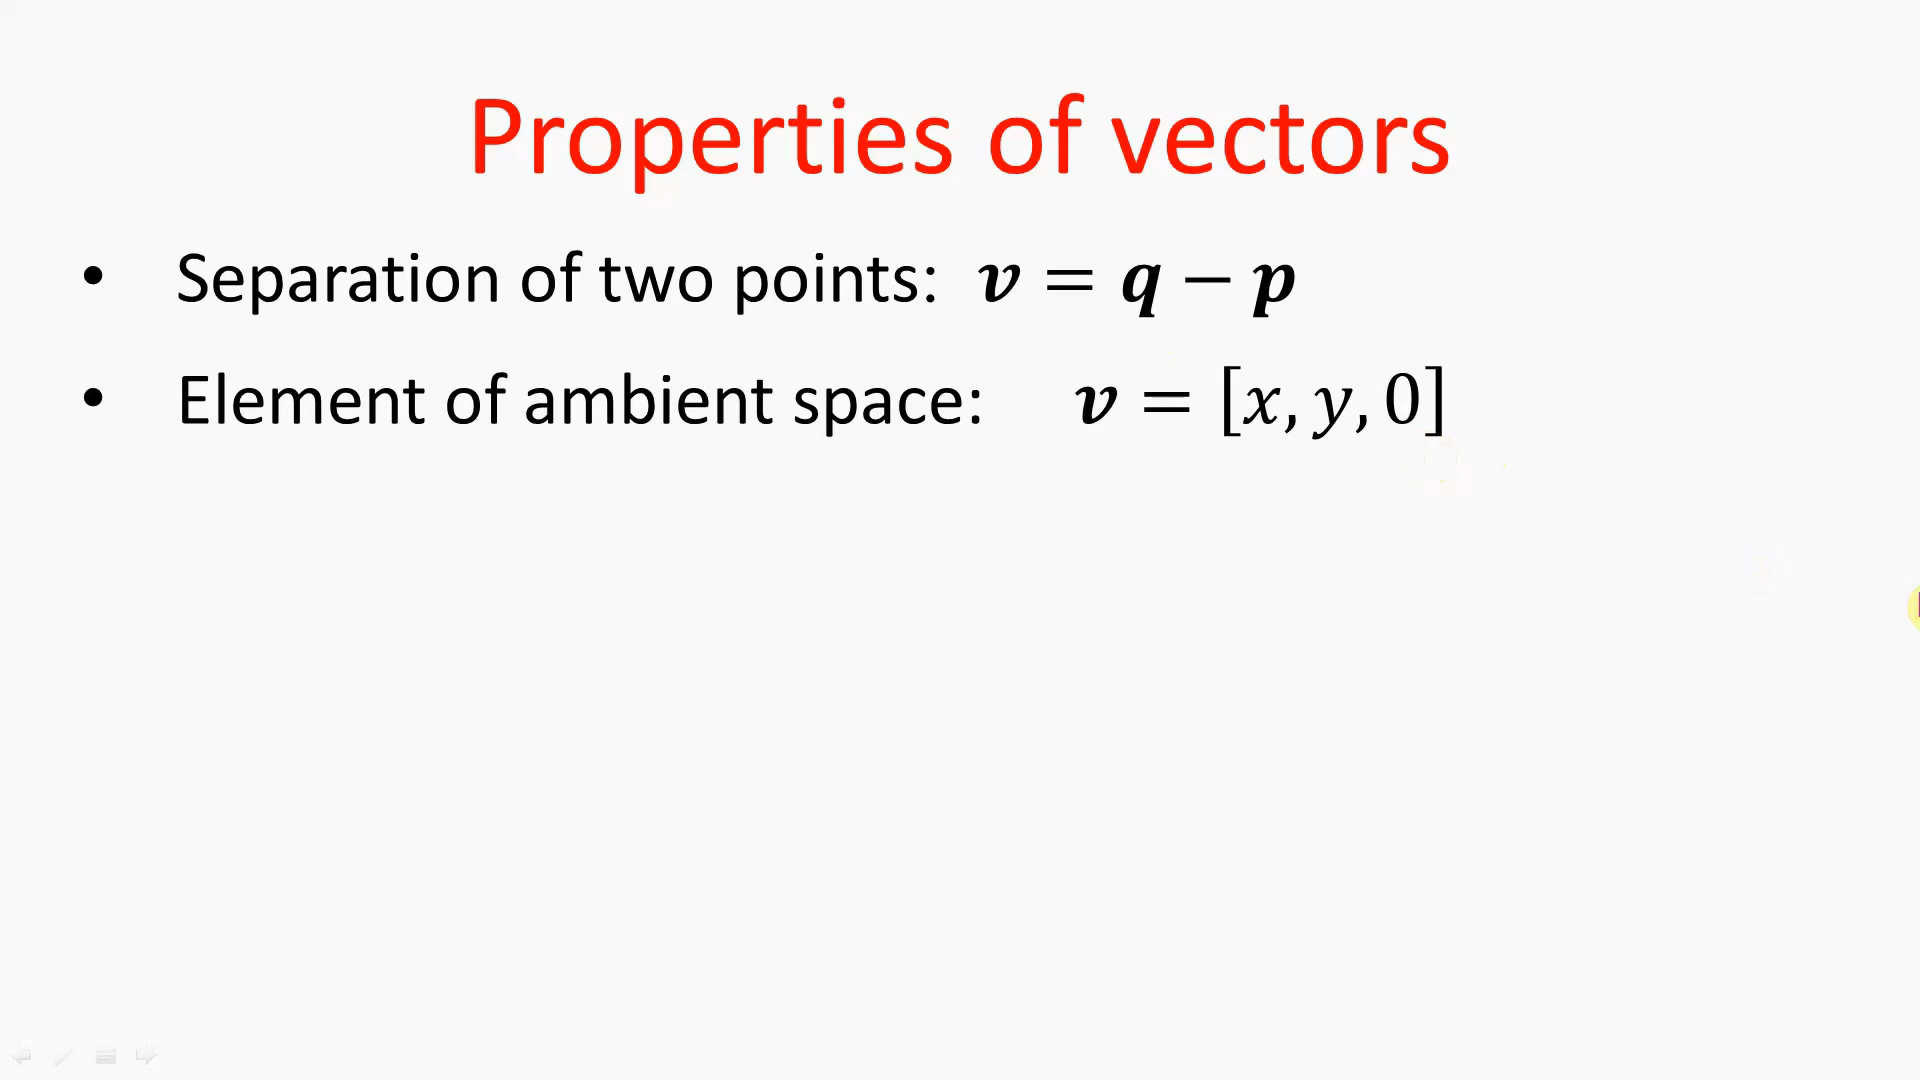 Properties of vectors
• Separation of two points: 𝒗 = 𝒒 − 𝒑
• Element of ambient space: 𝒗 = [𝑥, 𝑦, 0]